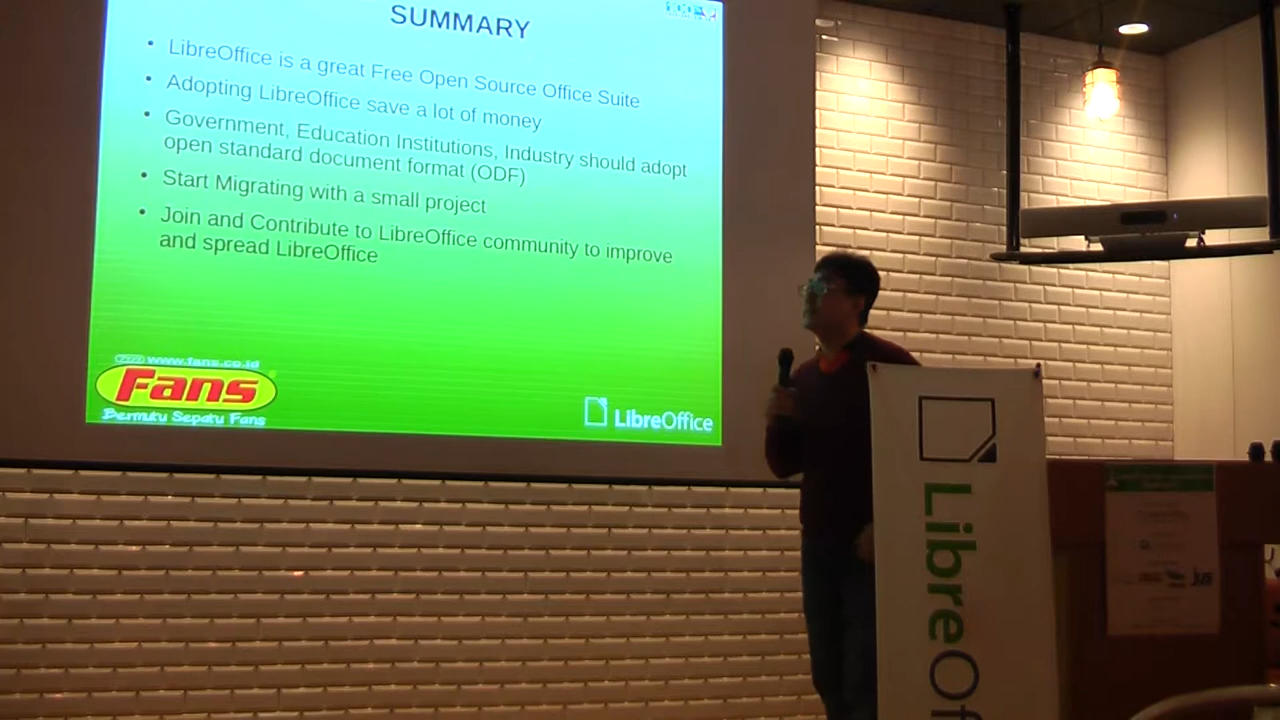 SUMMARY
• LibreOffice is a great Free Open Source Office Suite
• Adopting LibreOffice save a lot of money
• Government, Education Institutions, Industry should adopt
open standard document format (ODF)
• Start Migrating with a small project
• Join and Contribute to LibreOffice community to improve
and spread LibreOffice
www.fans.co.id
Fans
Bermutu Sepatu Fans
LibreOffice
LibreOf